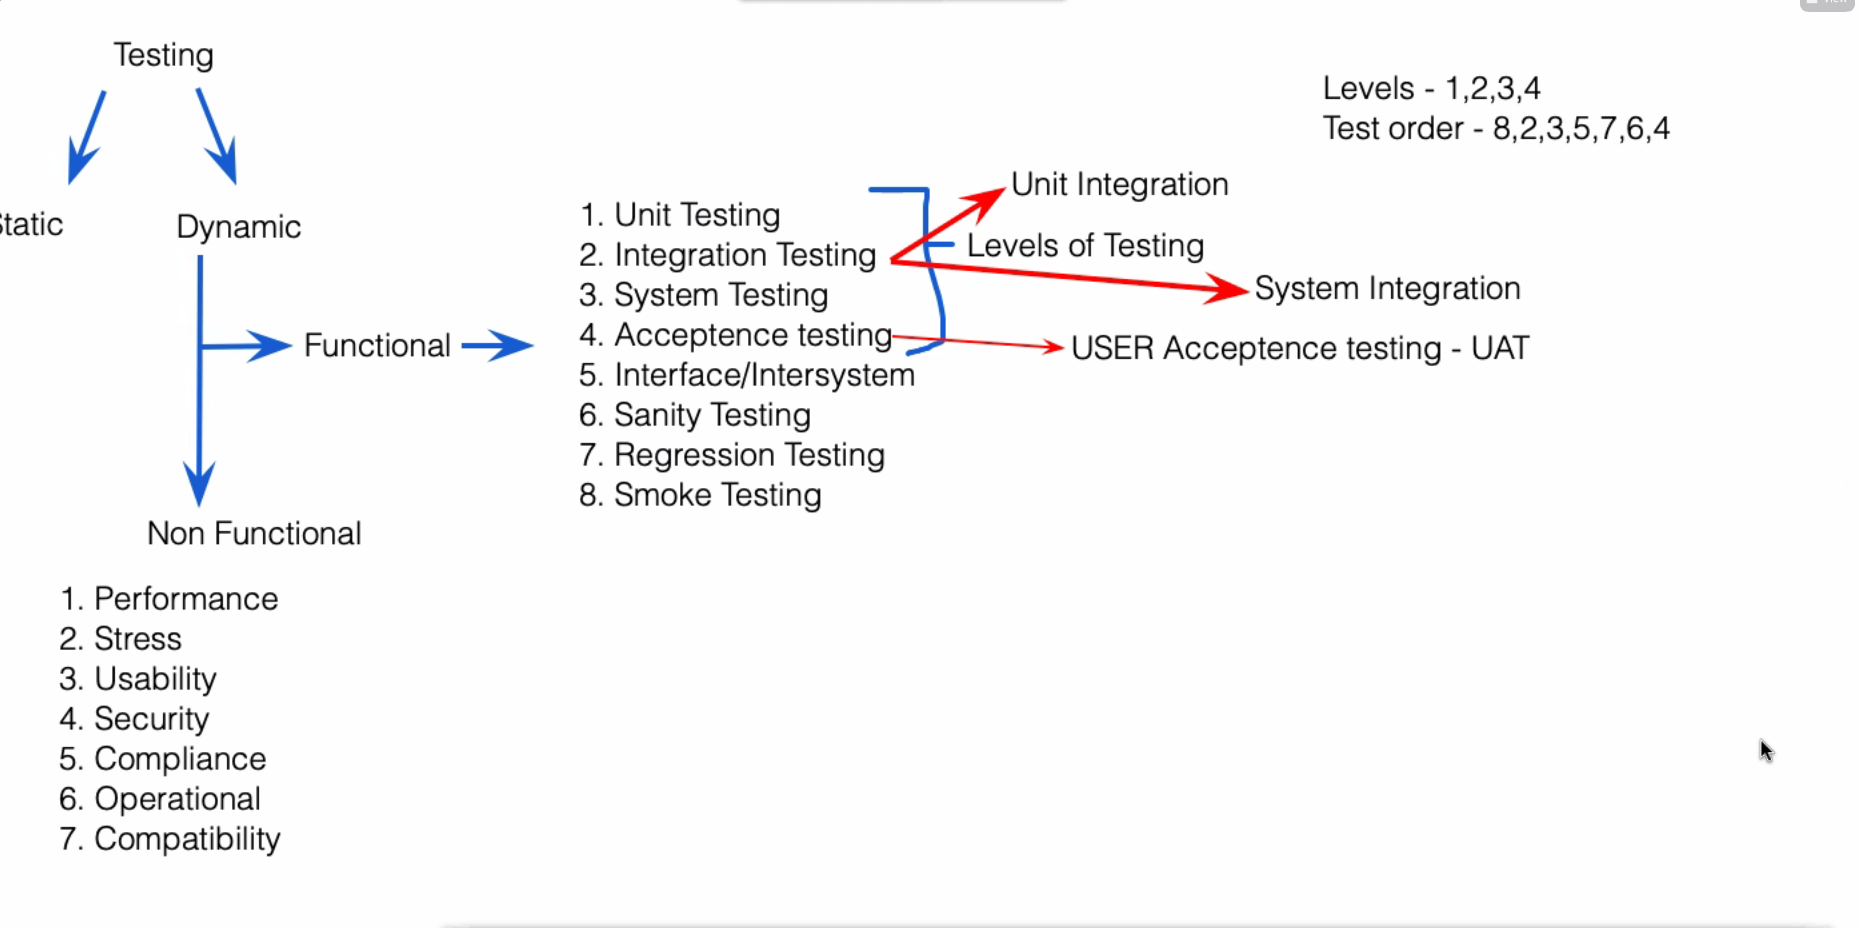 Testing
Levels - 1,2,3,4
Test order - 8,2,3,5,7,6,4
Dynamic
Functional
Non Functional
1. Unit Testing
2. Integration Testing
3. System Testing
4. Acceptence testing
5. Interface/Intersystem
6. Sanity Testing
7. Regression Testing
8. Smoke Testing
Unit Integration
Levels of Testing
System Integration
USER Acceptence testing - UAT
1. Performance
2. Stress
3. Usability
4. Security
5. Compliance
6. Operational
7. Compatibility